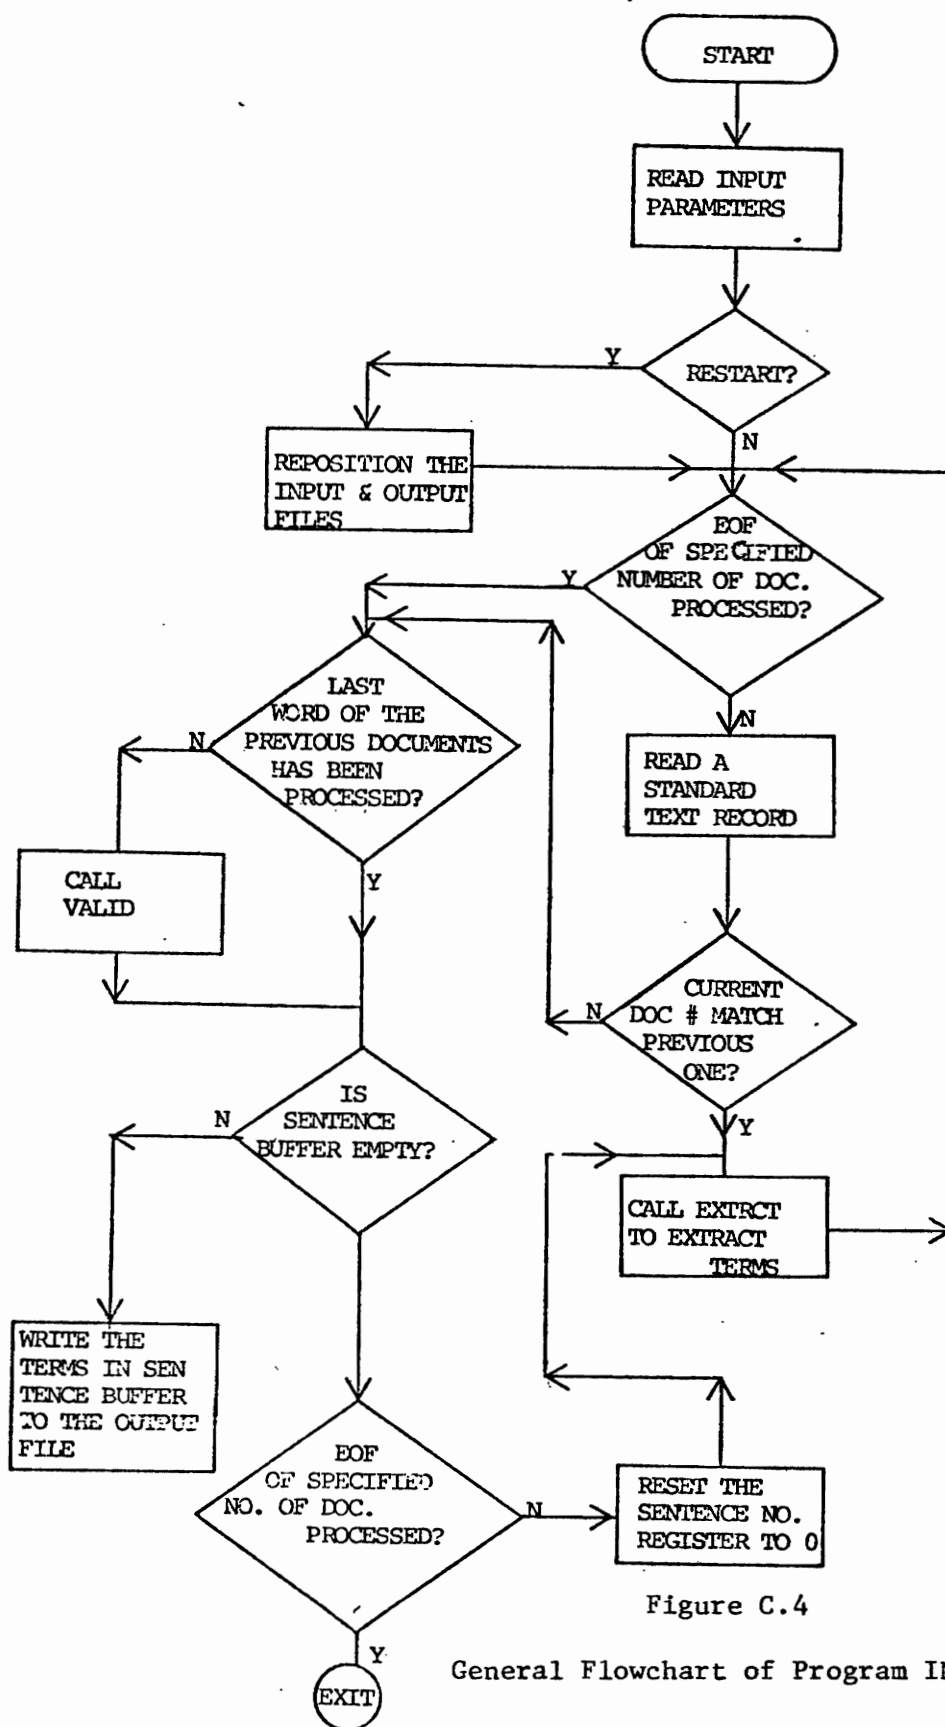 START
READ INPUT
PARAMETERS
Y
RESTART?
N
REPOSITION THE
INPUT & OUTPUT
FILES
EOF
OF SPECIFIED
NUMBER OF DOC.
PROCESSED?
Y
N
LAST
WORD OF THE
PREVIOUS DOCUMENTS
HAS BEEN
PROCESSED?
N
Y
READ A
STANDARD
TEXT RECORD
CALL
VALID
CURRENT
DOC # MATCH
PREVIOUS
ONE?
N
Y
IS
SENTENCE
BUFFER EMPTY?
N
CALL EXTRCT
TO EXTRACT
TERMS
WRITE THE
TERMS IN SEN
TENCE BUFFER
TO THE OUTPUT
FILE
EOF
OF SPECIFIED
NO. OF DOC.
PROCESSED?
N
Y
RESET THE
SENTENCE NO.
REGISTER TO 0
EXIT
Figure C.4
General Flowchart of Program